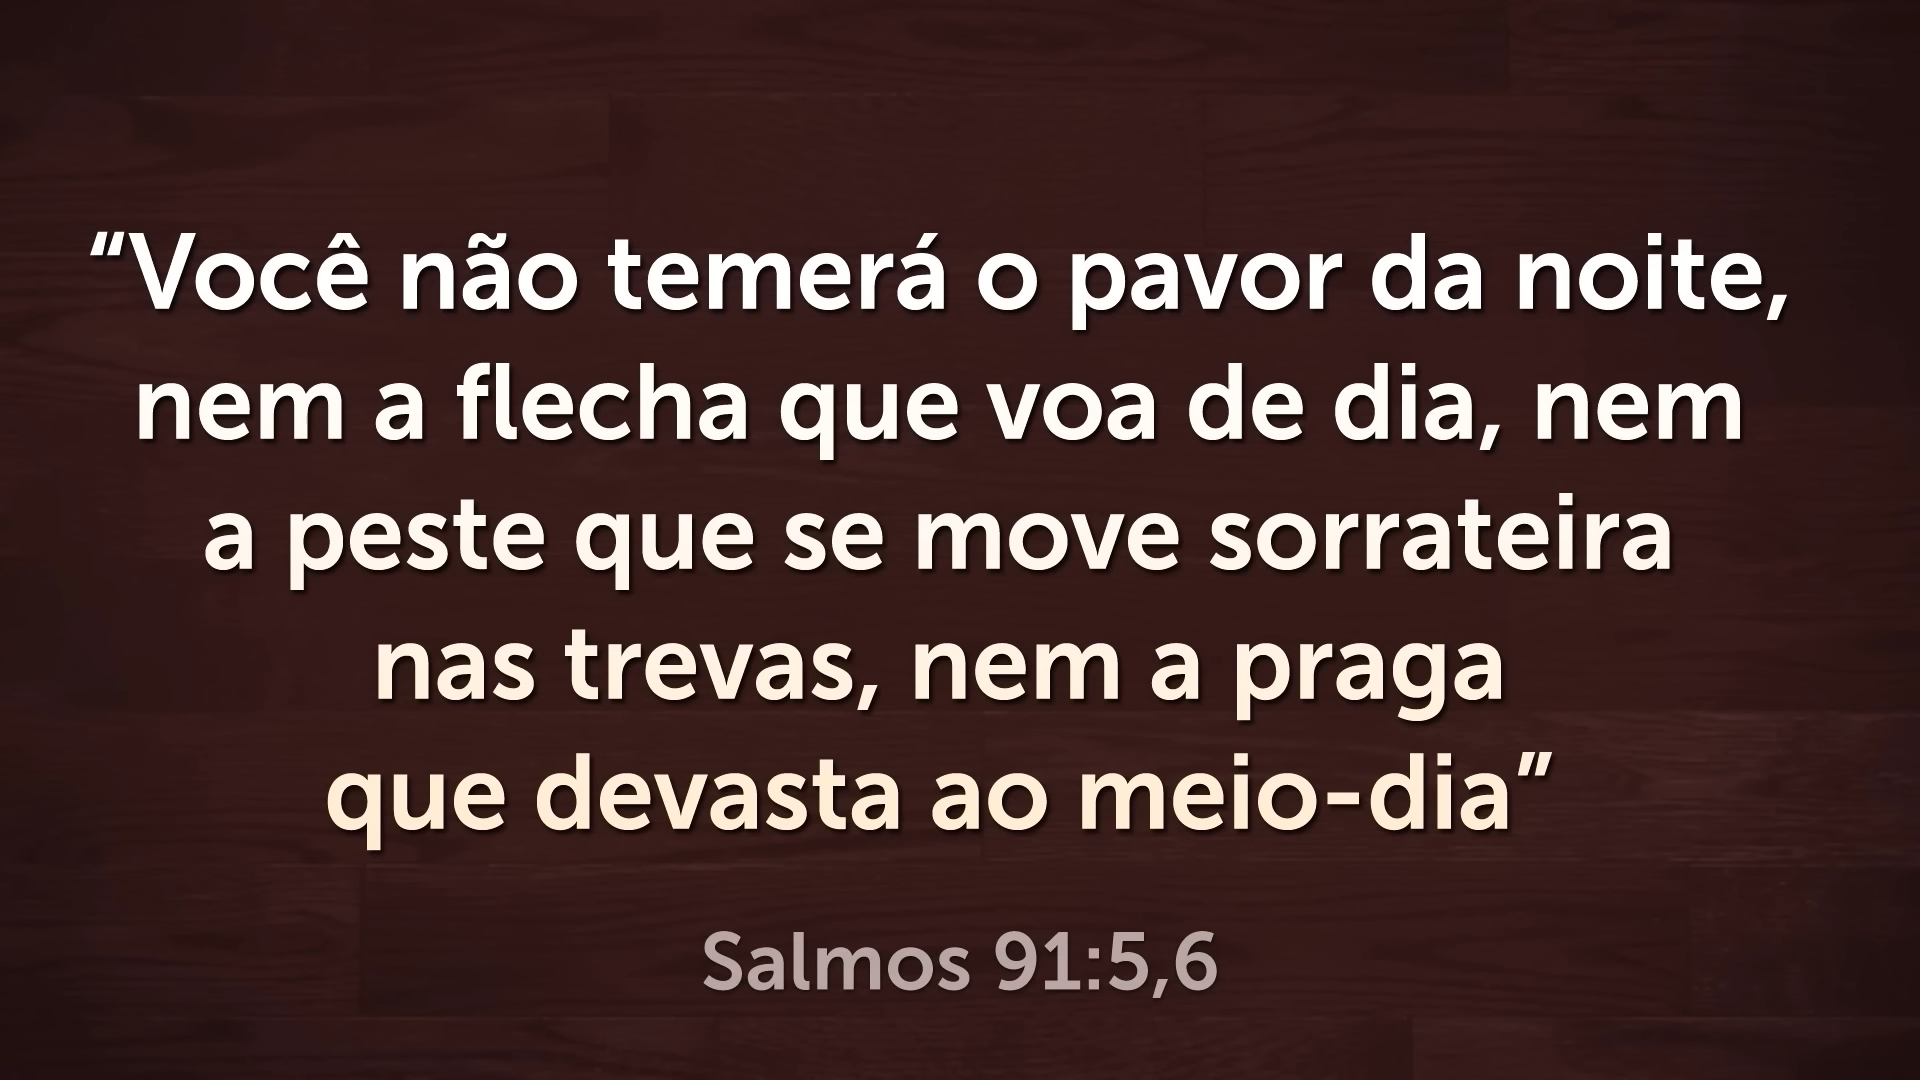 “Você não temerá o pavor da noite,
nem a flecha que voa de dia, nem
a peste que se move sorrateira
nas trevas, nem a praga
que devasta ao meio-dia”
Salmos 91:5,6